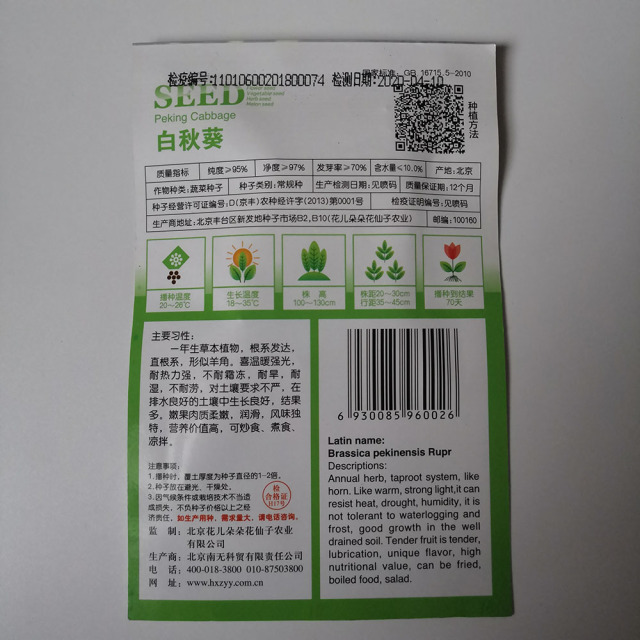 检疫编号:11010600201800074 检测日期:2020-04-10
国家标准: GB 16715.5-2010
SEED
Flower seed
Vegetable seed
Herb seed
Melon seed
Peking Cabbage
白秋葵
种植方法
质量指标 纯度≥95% 净度≥97% 发芽率≥70% 含水量≤10.0% 产地:北京
作物种类:蔬菜种子 种子类别:常规种 生产检测日期:见喷码 质量保证期:12个月
种子经营许可证编号:D(京丰)农种经许字(2013)第0001号 检疫证明编号:见喷码
生产商地址:北京丰台区新发地种子市场B2,B10(花儿朵朵花仙子农业) 邮编:100160
播种温度
20~26℃
生长温度
18~35℃
株 高
100~130cm
株距20~30cm
行距35~45cm
播种到结果
70天
主要习性:
一年生草本植物，根系发达，
直根系，形似羊角。喜温暖强光，
耐热力强，不耐霜冻，耐旱，耐
湿，不耐涝，对土壤要求不严，在
排水良好的土壤中生长良好，结果
多。嫩果肉质柔嫩，润滑，风味独
特，营养价值高，可炒食、煮食、
凉拌。
注意事项:
1.播种时，覆土厚度为种子直径的1~2倍。
2.种子放在避光、干燥处。
3.因气候条件或栽培技术不当造
成损失，不负种子价格以上之经
济责任，如生产用种，需求量大，请电话咨询。
检
合格证
H17号
监 制: 北京花儿朵朵花仙子农业
有限公司
生产商: 北京南无科贸有限责任公司
电 话: 400-018-3800 010-87503800
网 址: www.hxzyy.com.cn
6 930085 960026
Latin name:
Brassica pekinensis Rupr
Descriptions:
Annual herb, taproot system, like
horn. Like warm, strong light,it can
resist heat, drought, humidity, it is
not tolerant to waterlogging and
frost, good growth in the well
drained soil. Tender fruit is tender,
lubrication, unique flavor, high
nutritional value, can be fried,
boiled food, salad.